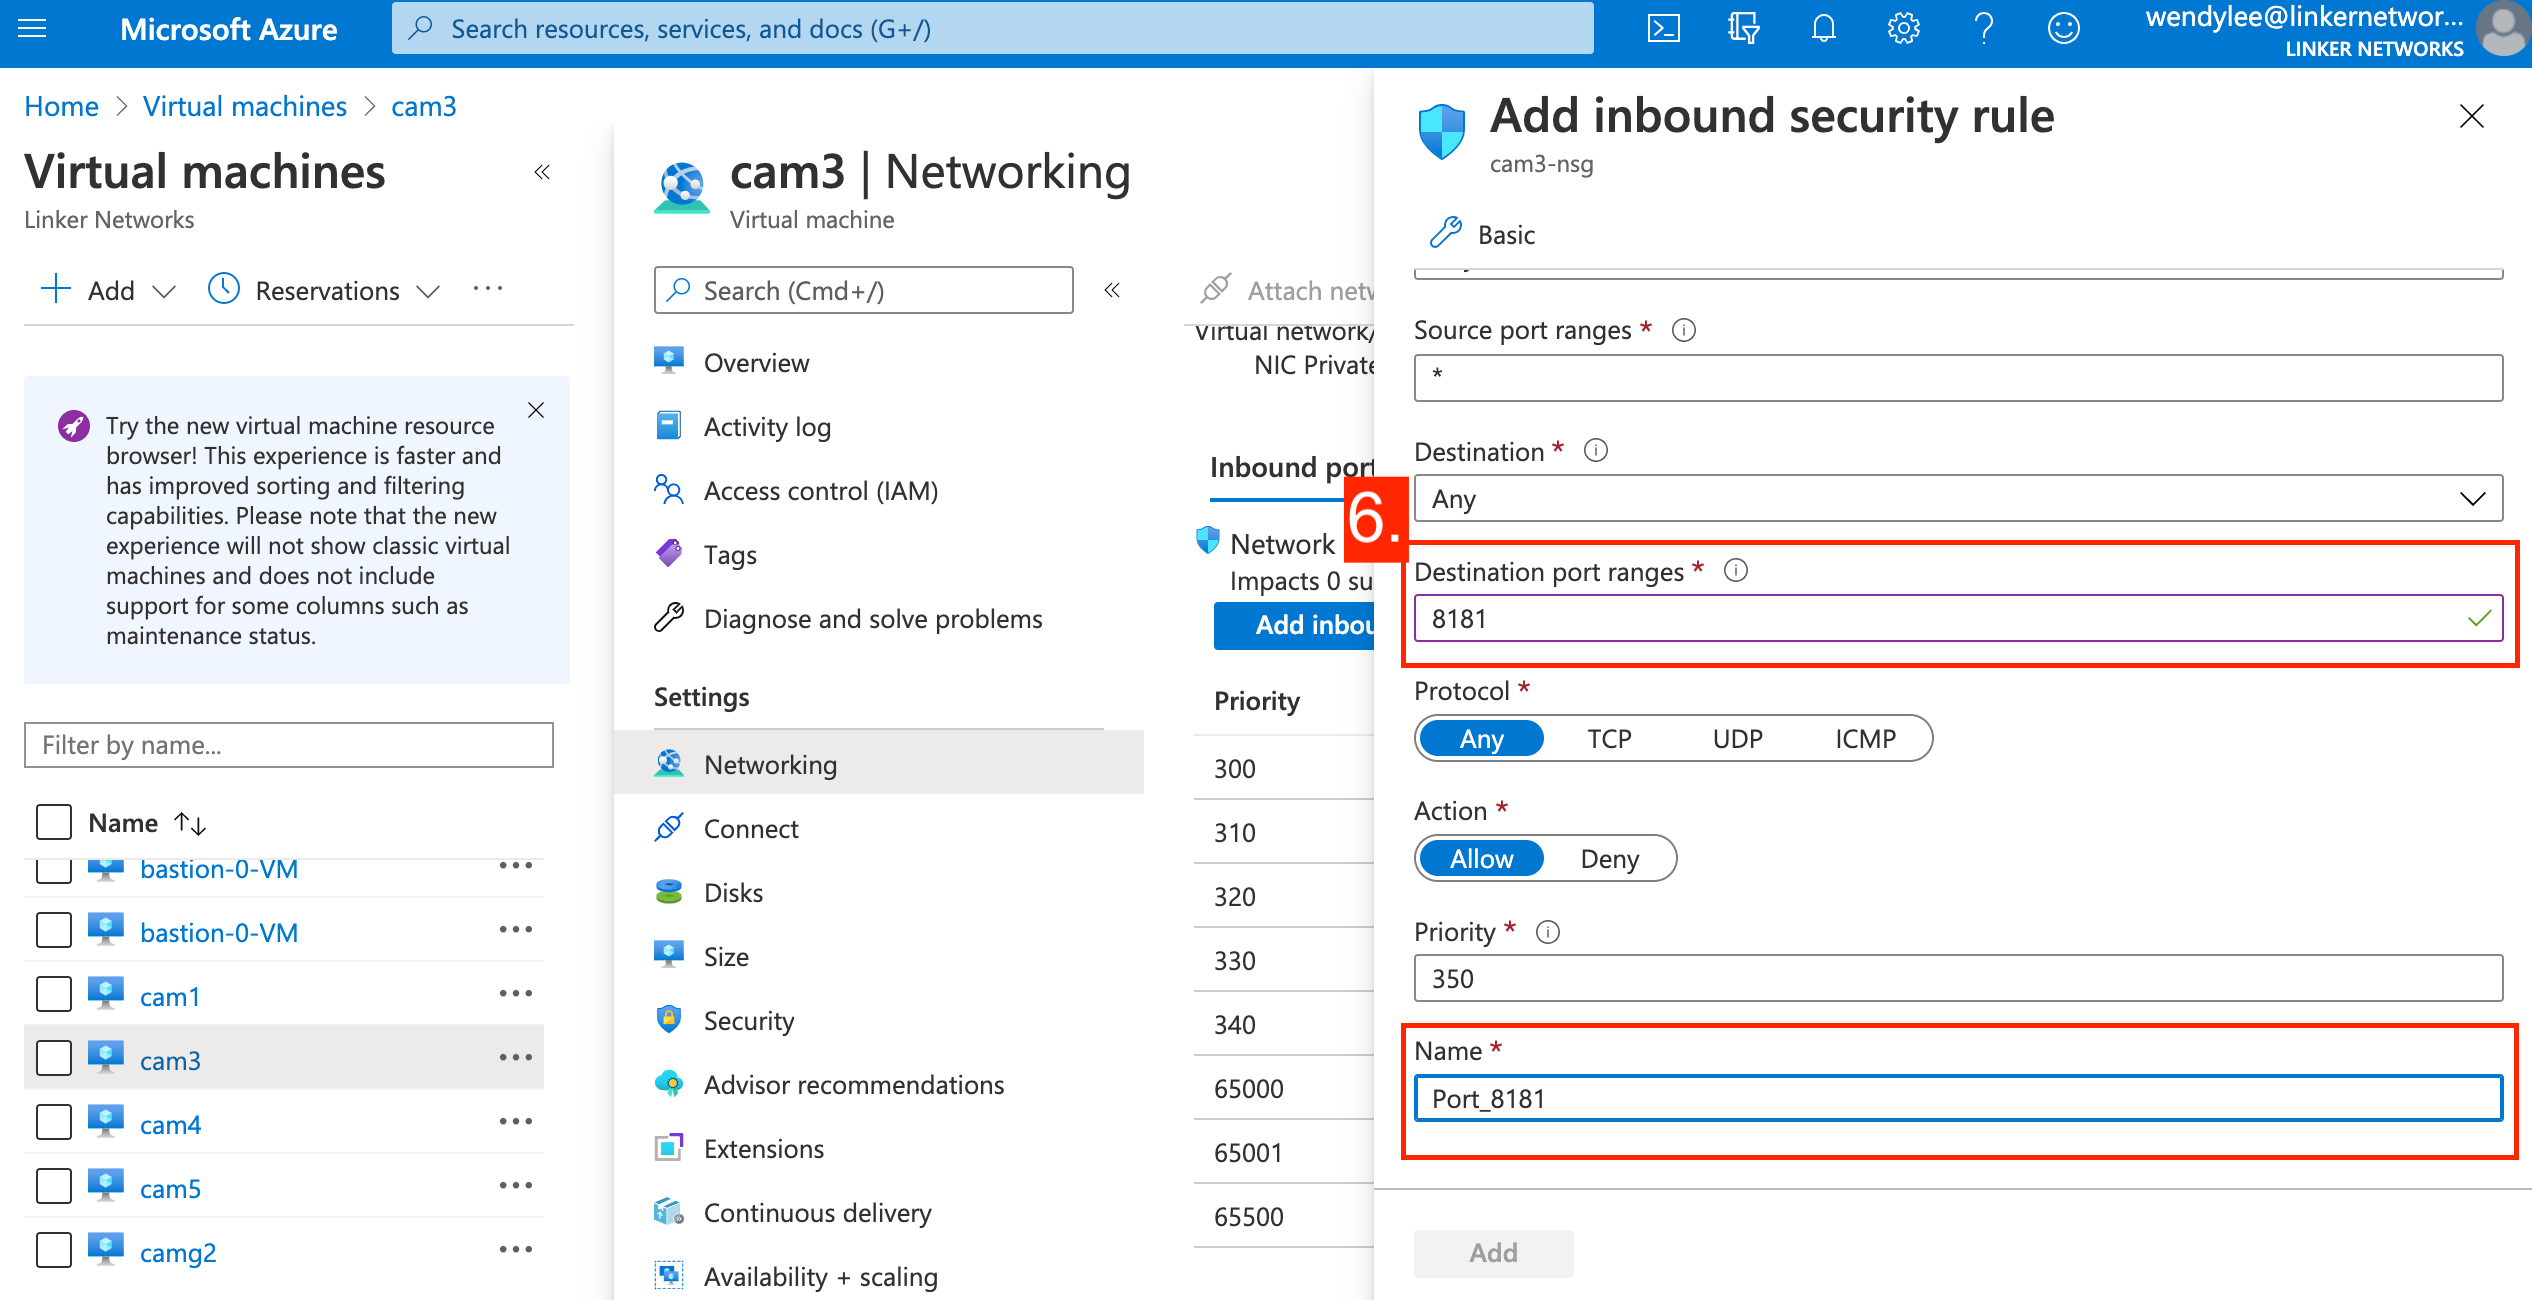 Microsoft Azure
Search resources, services, and docs (G+/)
wendylee@linkernetwor...
LINKER NETWORKS
Home > Virtual machines > cam3
Virtual machines
«
Linker Networks
Add
Reservations
...
Try the new virtual machine resource
browser! This experience is faster and
has improved sorting and filtering
capabilities. Please note that the new
experience will not show classic virtual
machines and does not include
support for some columns such as
maintenance status.
Filter by name...
Name ↑↓
bastion-0-VM
bastion-0-VM
cam1
cam3
cam4
cam5
camg2
cam3 | Networking
Virtual machine
Search (Cmd+/)
«
Overview
Activity log
Access control (IAM)
Tags
Diagnose and solve problems
Settings
Networking
Connect
Disks
Size
Security
Advisor recommendations
Extensions
Continuous delivery
Availability + scaling
Attach netw
Virtual network/
NIC Private
Inbound port
Network
Impacts 0 su
Add inbou
Priority
300
310
320
330
340
65000
65001
65500
Add inbound security rule
cam3-nsg
Basic
Source port ranges *
*
Destination *
Any
6.
Destination port ranges *
8181
Protocol *
Any TCP UDP ICMP
Action *
Allow Deny
Priority *
350
Name *
Port_8181
Add